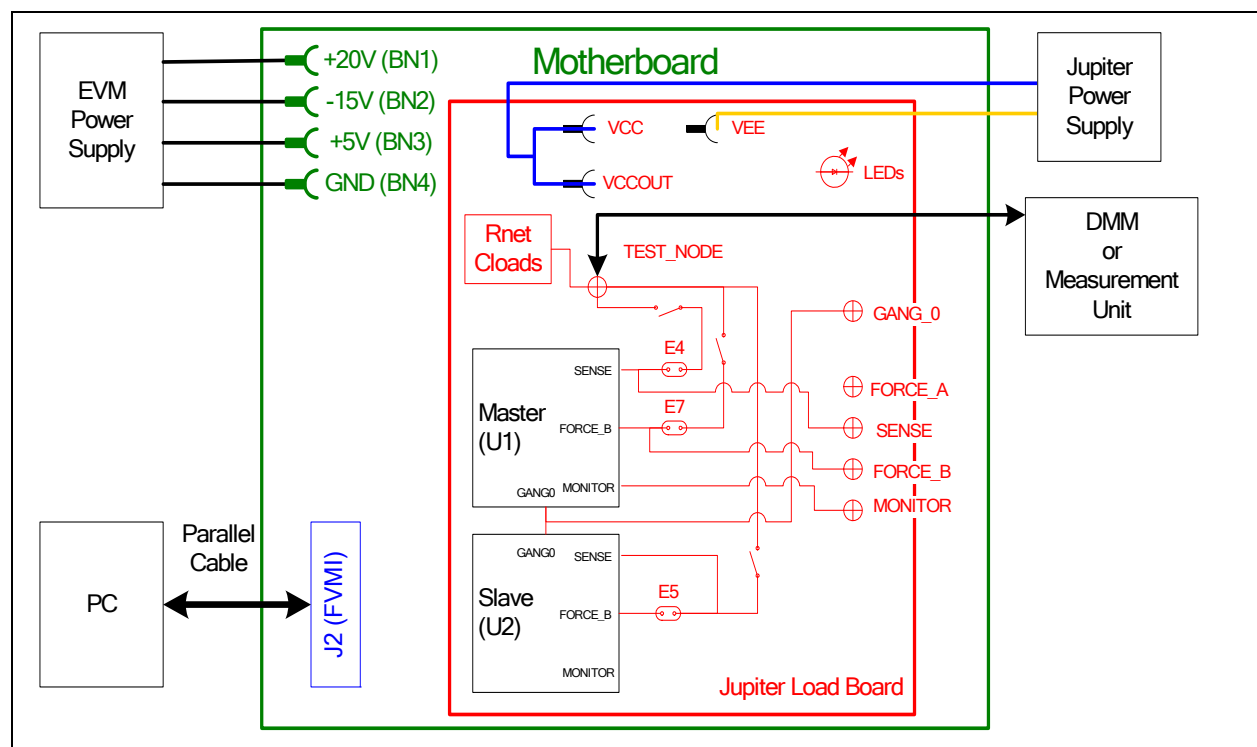 EVM
Power
Supply
+20V (BN1)
-15V (BN2)
+5V (BN3)
GND (BN4)
Motherboard
Jupiter
Power
Supply
VCC
VEE
VCCOUT
LEDs
Rnet
Cloads
TEST_NODE
DMM
or
Measurement
Unit
GANG_0
FORCE_A
SENSE
FORCE_B
MONITOR
E4
E7
Master
(U1)
SENSE
FORCE_B
MONITOR
GANG0
Slave
(U2)
GANG0
SENSE
FORCE_B
MONITOR
E5
PC
Parallel
Cable
J2 (FVMI)
Jupiter Load Board